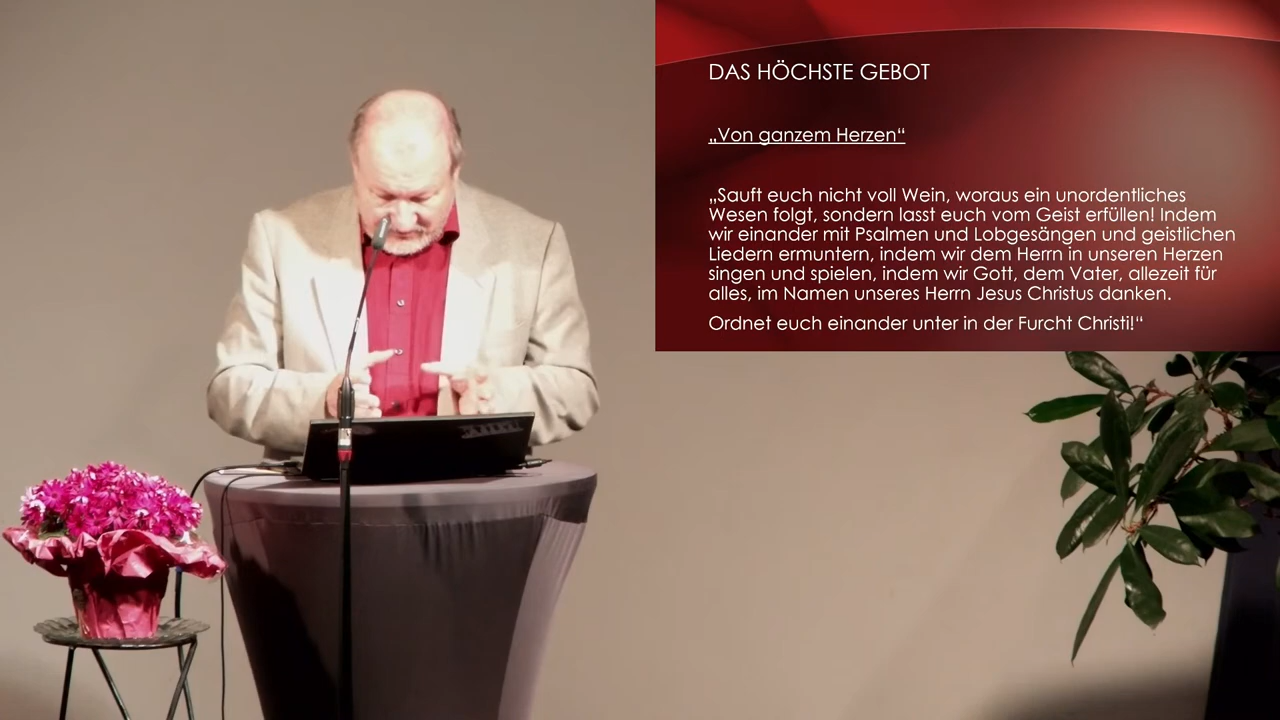 DAS HÖCHSTE GEBOT
„Von ganzem Herzen“
„Sauft euch nicht voll Wein, woraus ein unordentliches
Wesen folgt, sondern lasst euch vom Geist erfüllen! Indem
wir einander mit Psalmen und Lobgesängen und geistlichen
Liedern ermuntern, indem wir dem Herrn in unseren Herzen
singen und spielen, indem wir Gott, dem Vater, allezeit für
alles, im Namen unseres Herrn Jesus Christus danken.
Ordnet euch einander unter in der Furcht Christi!“